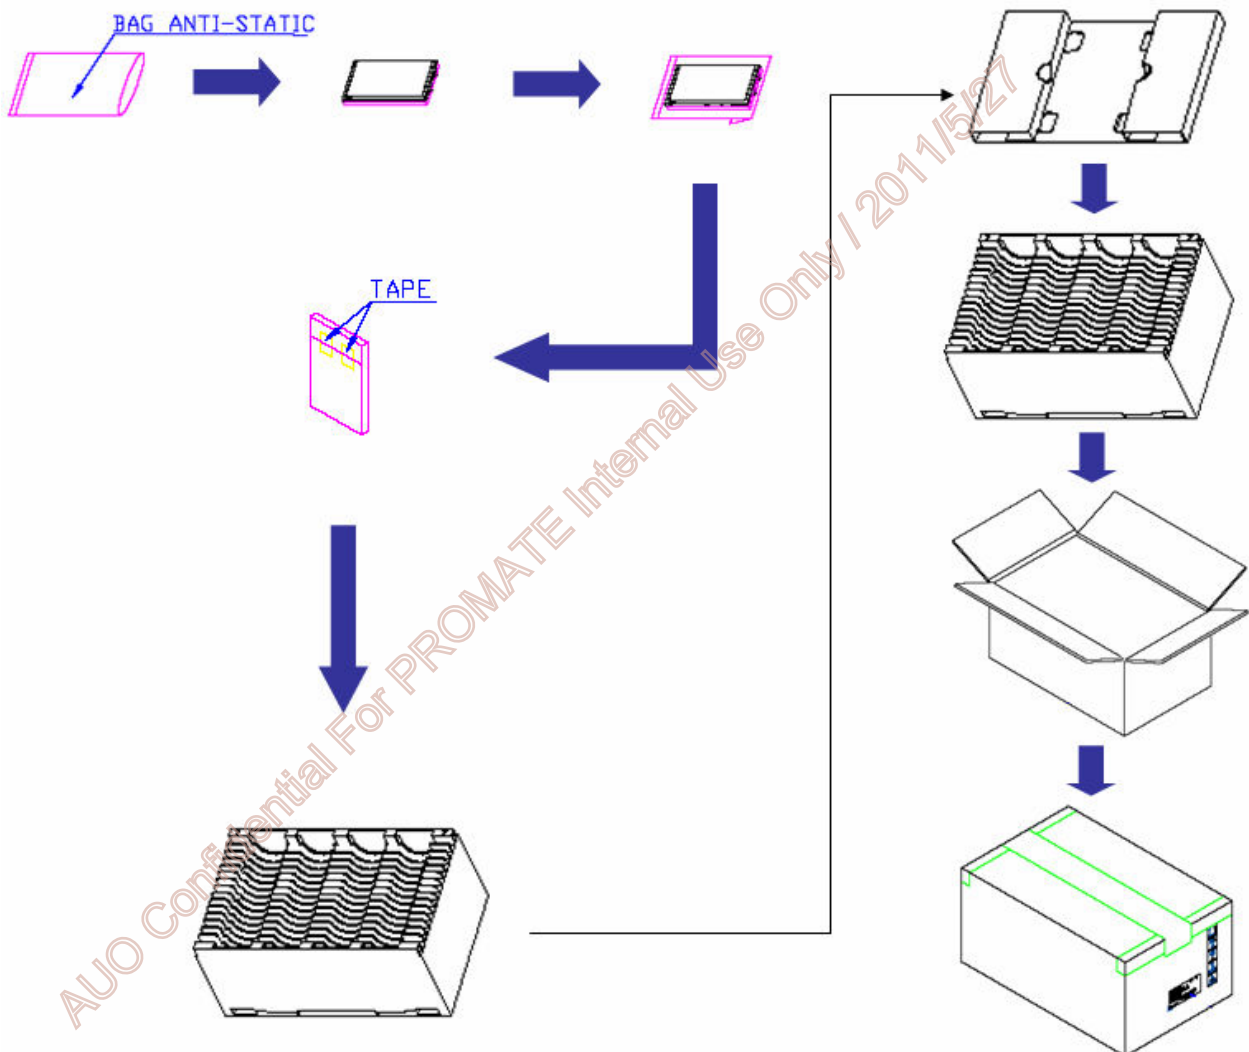 BAG ANTI-STATIC
TAPE
AUO Confidential For PROMATE Internal Use Only / 2011/5/27